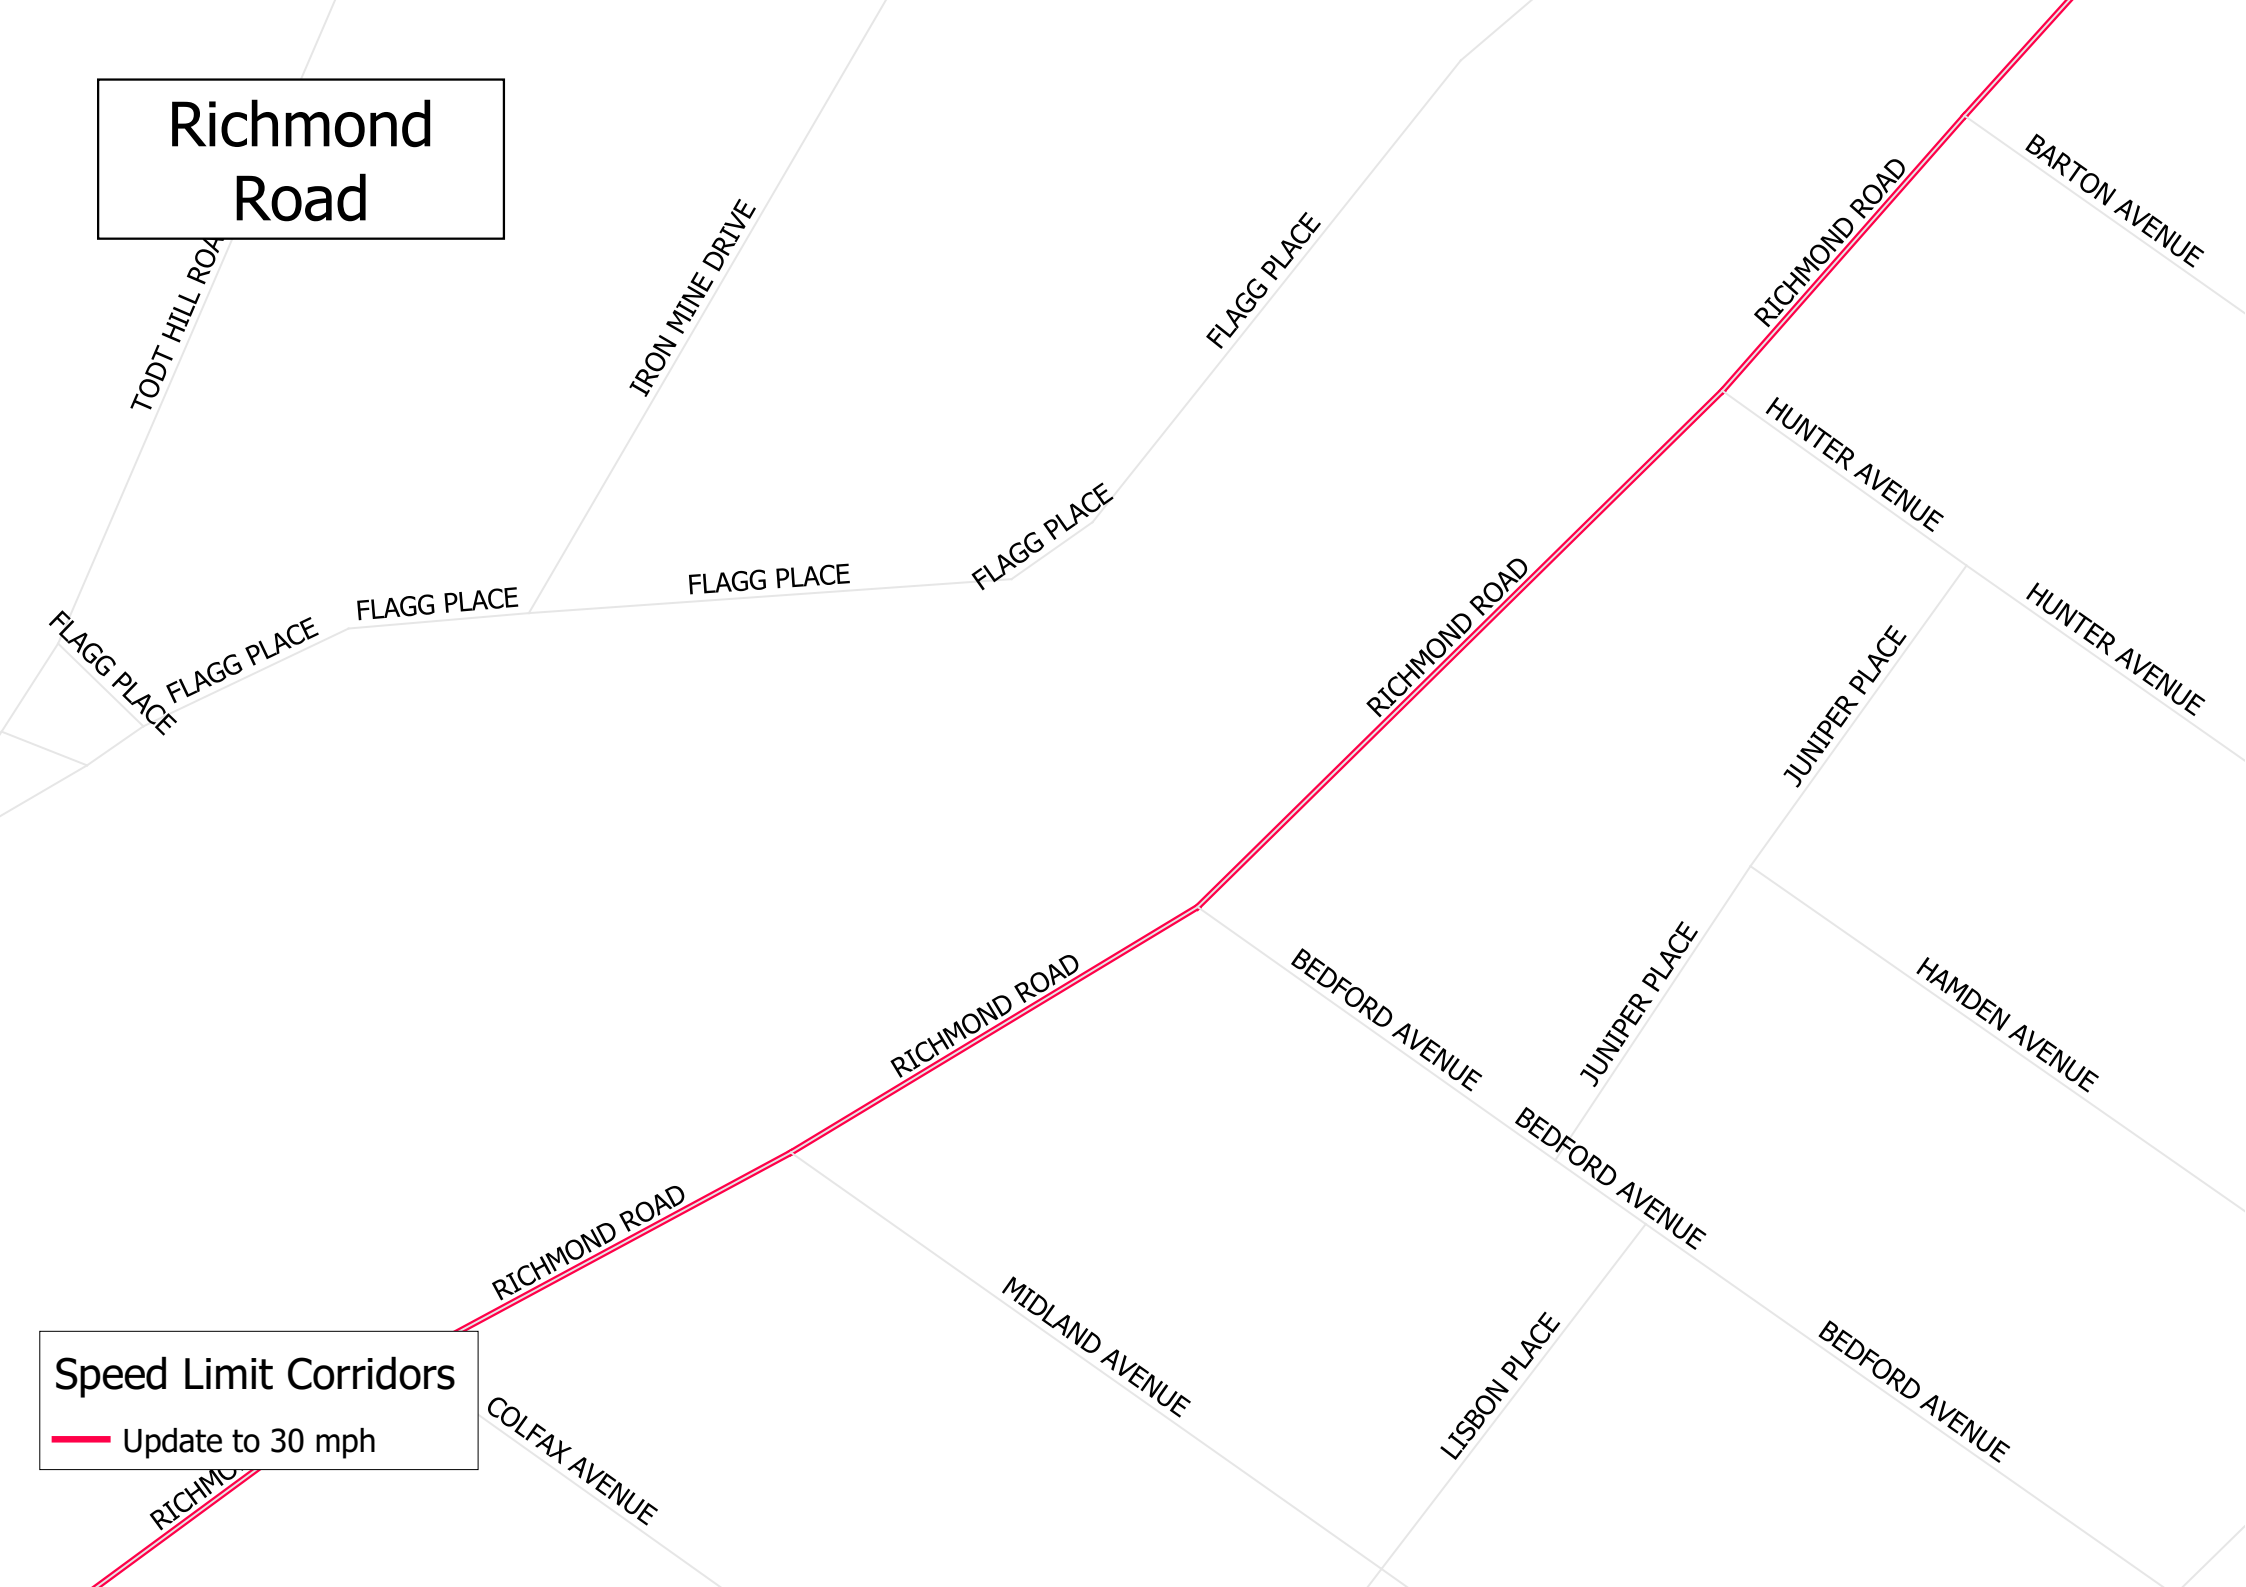 Richmond
Road
BARTON AVENUE
RICHMOND ROAD
IRON MINE DRIVE
FLAGG PLACE
TODT HILL ROA
HUNTER AVENUE
FLAGG PLACE
RICHMOND ROAD
FLAGG PLACE
FLAGG PLACE
HUNTER AVENUE
FLAGG PLACE
FLAGG PLACE
JUNIPER PLACE
RICHMOND ROAD
BEDFORD AVENUE
JUNIPER PLACE
HAMDEN AVENUE
BEDFORD AVENUE
RICHMOND ROAD
MIDLAND AVENUE
LISBON PLACE
BEDFORD AVENUE
Speed Limit Corridors
Update to 30 mph
COLFAX AVENUE
RICHMO